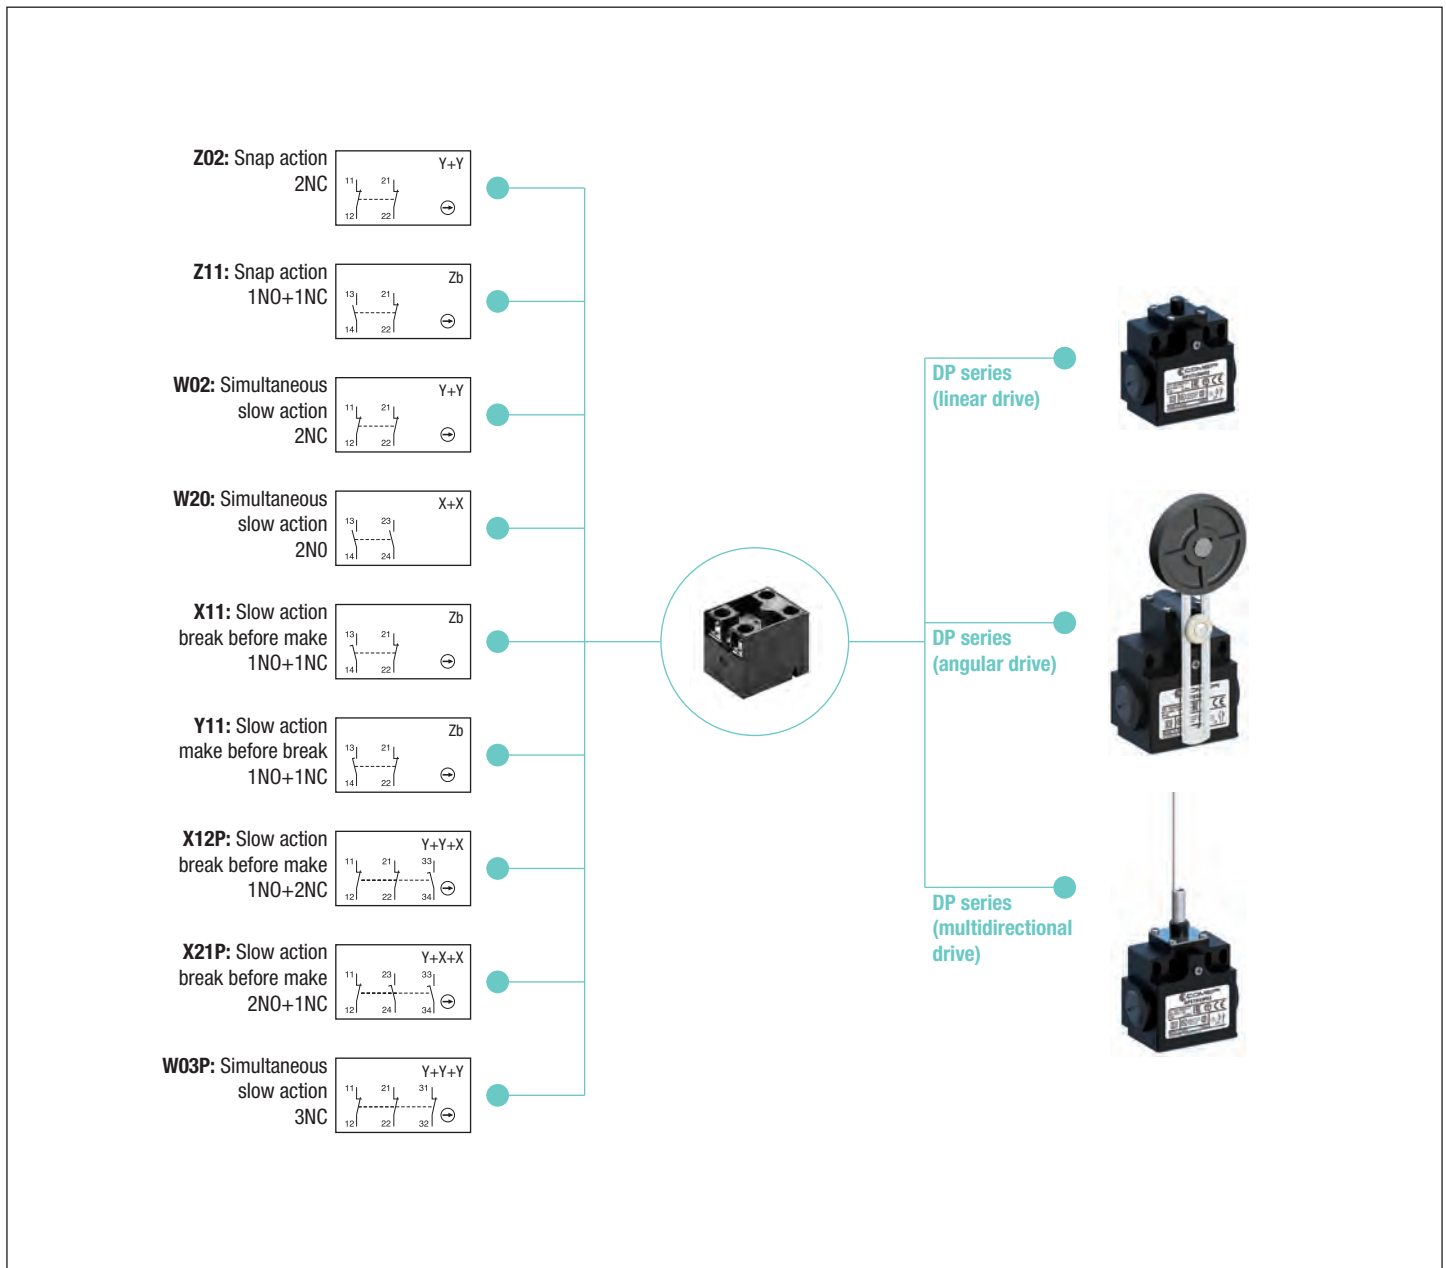 Z02: Snap action
2NC
Y+Y
11 21
12 22
Z11: Snap action
1NO+1NC
Zb
13 21
14 22
W02: Simultaneous
slow action
2NC
Y+Y
11 21
12 22
W20: Simultaneous
slow action
2NO
X+X
13 23
14 24
X11: Slow action
break before make
1NO+1NC
Zb
13 21
14 22
Y11: Slow action
make before break
1NO+1NC
Zb
13 21
14 22
X12P: Slow action
break before make
1NO+2NC
Y+Y+X
11 21 33
12 22 34
X21P: Slow action
break before make
2NO+1NC
Y+X+X
11 23 33
12 24 34
W03P: Simultaneous
slow action
3NC
Y+Y+Y
11 21 31
12 22 32
DP series
(linear drive)
COMEPI
DP series
(angular drive)
DP series
(multidirectional
drive)
COMEPI